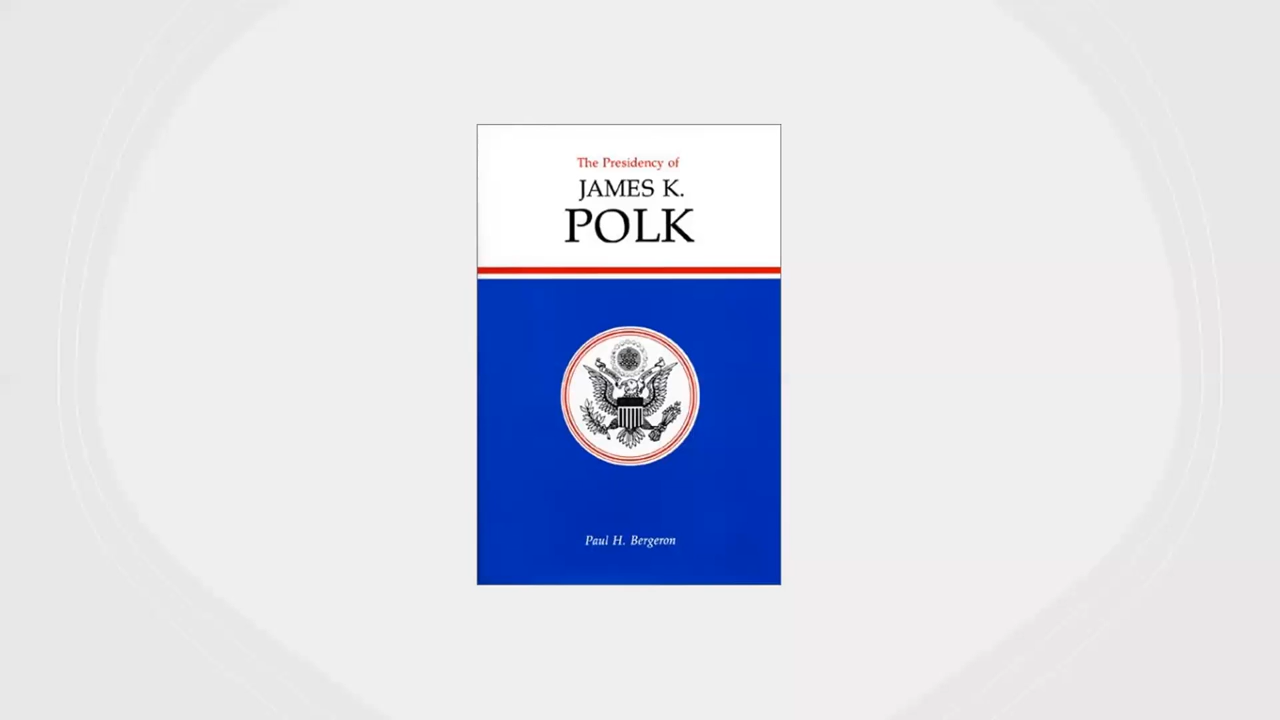 The Presidency of
JAMES K.
POLK
Paul H. Bergeron